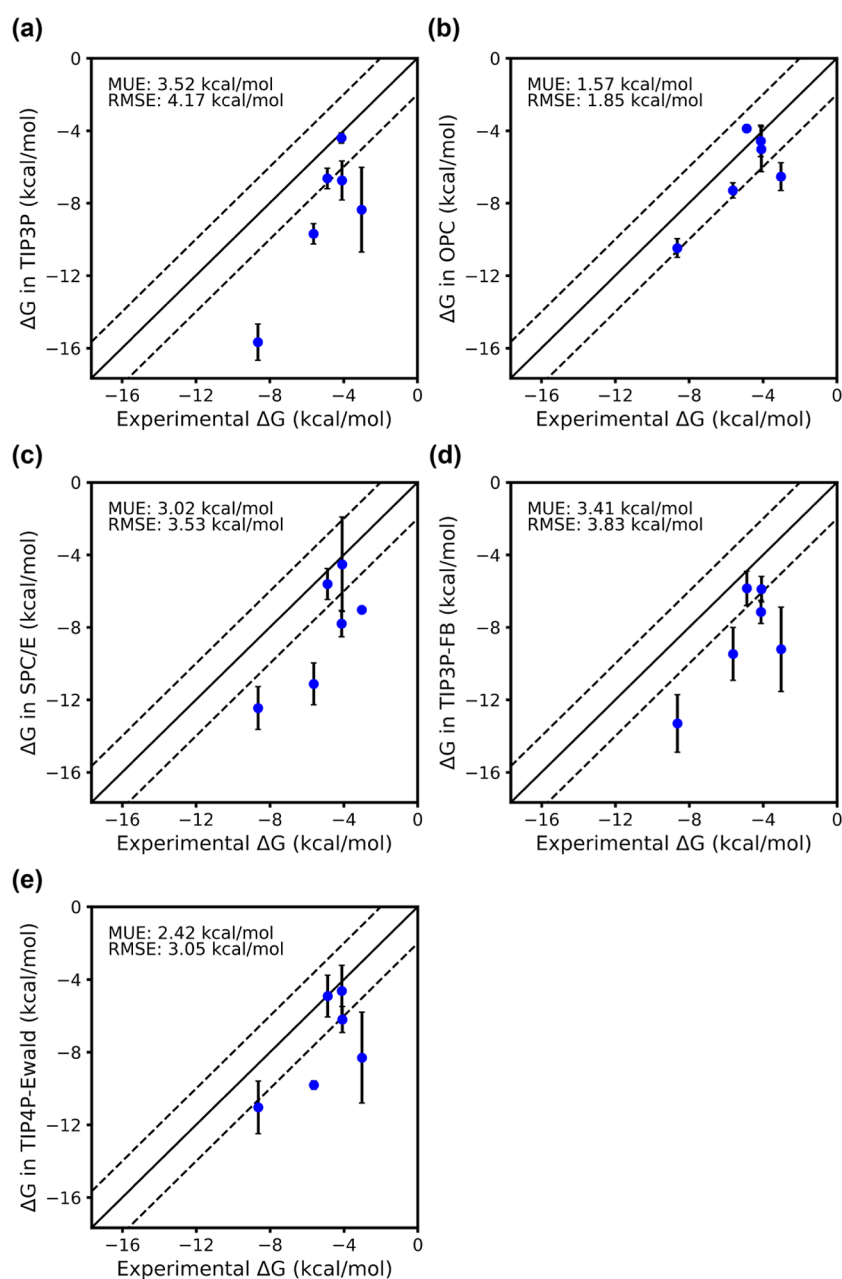 (a)
MUE: 3.52 kcal/mol
RMSE: 4.17 kcal/mol
ΔG in TIP3P (kcal/mol)
0
−4
−8
−12
−16
−16 −12 −8 −4 0
Experimental ΔG (kcal/mol)
(b)
MUE: 1.57 kcal/mol
RMSE: 1.85 kcal/mol
ΔG in OPC (kcal/mol)
0
−4
−8
−12
−16
−16 −12 −8 −4 0
Experimental ΔG (kcal/mol)
(c)
MUE: 3.02 kcal/mol
RMSE: 3.53 kcal/mol
ΔG in SPC/E (kcal/mol)
0
−4
−8
−12
−16
−16 −12 −8 −4 0
Experimental ΔG (kcal/mol)
(d)
MUE: 3.41 kcal/mol
RMSE: 3.83 kcal/mol
ΔG in TIP3P-FB (kcal/mol)
0
−4
−8
−12
−16
−16 −12 −8 −4 0
Experimental ΔG (kcal/mol)
(e)
MUE: 2.42 kcal/mol
RMSE: 3.05 kcal/mol
ΔG in TIP4P-Ewald (kcal/mol)
0
−4
−8
−12
−16
−16 −12 −8 −4 0
Experimental ΔG (kcal/mol)